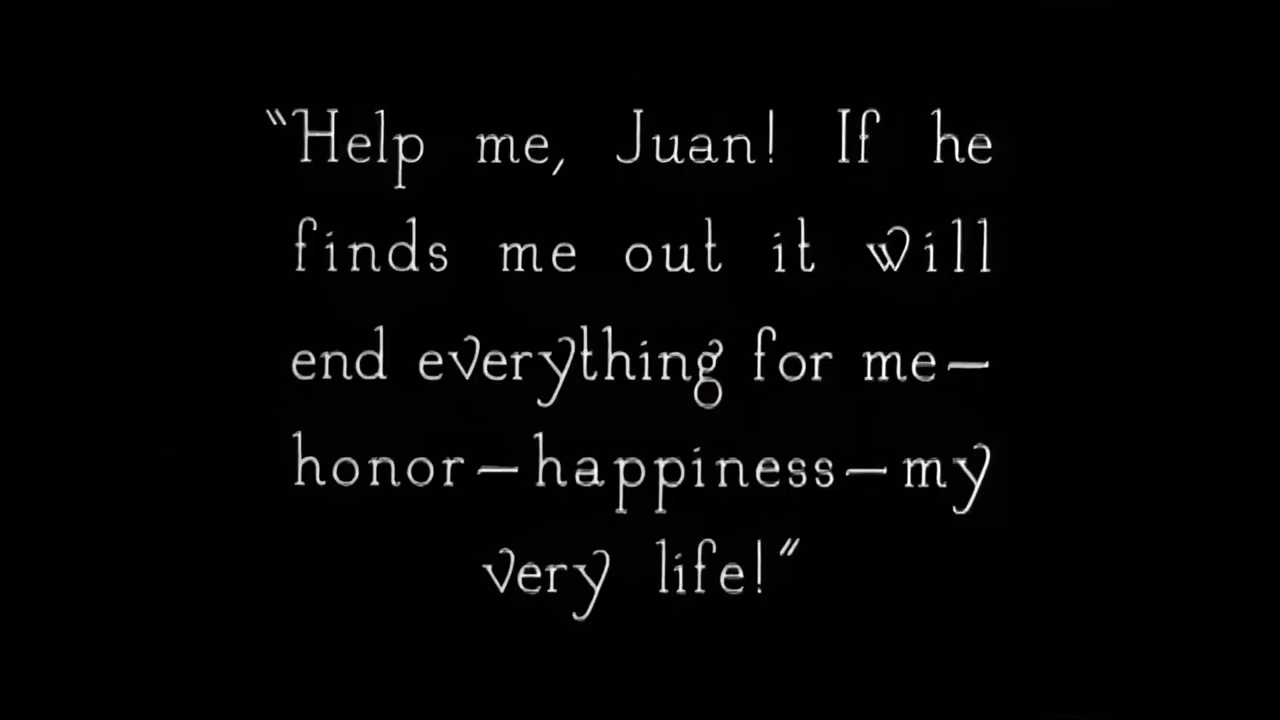 “Help me, Juan! If he
finds me out it will
end everything for me—
honor—happiness—my
very life!”